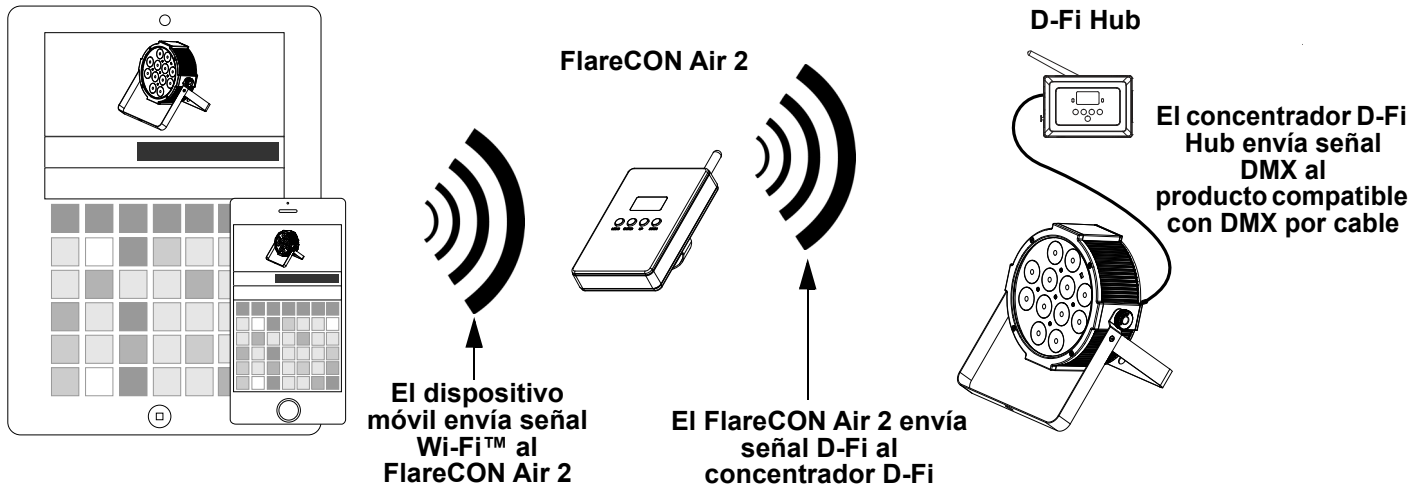 D-Fi Hub
FlareCON Air 2
El concentrador D-Fi
Hub envía señal
DMX al
producto compatible
con DMX por cable
El dispositivo
móvil envía señal
Wi-Fi™ al
FlareCON Air 2
El FlareCON Air 2 envía
señal D-Fi al
concentrador D-Fi